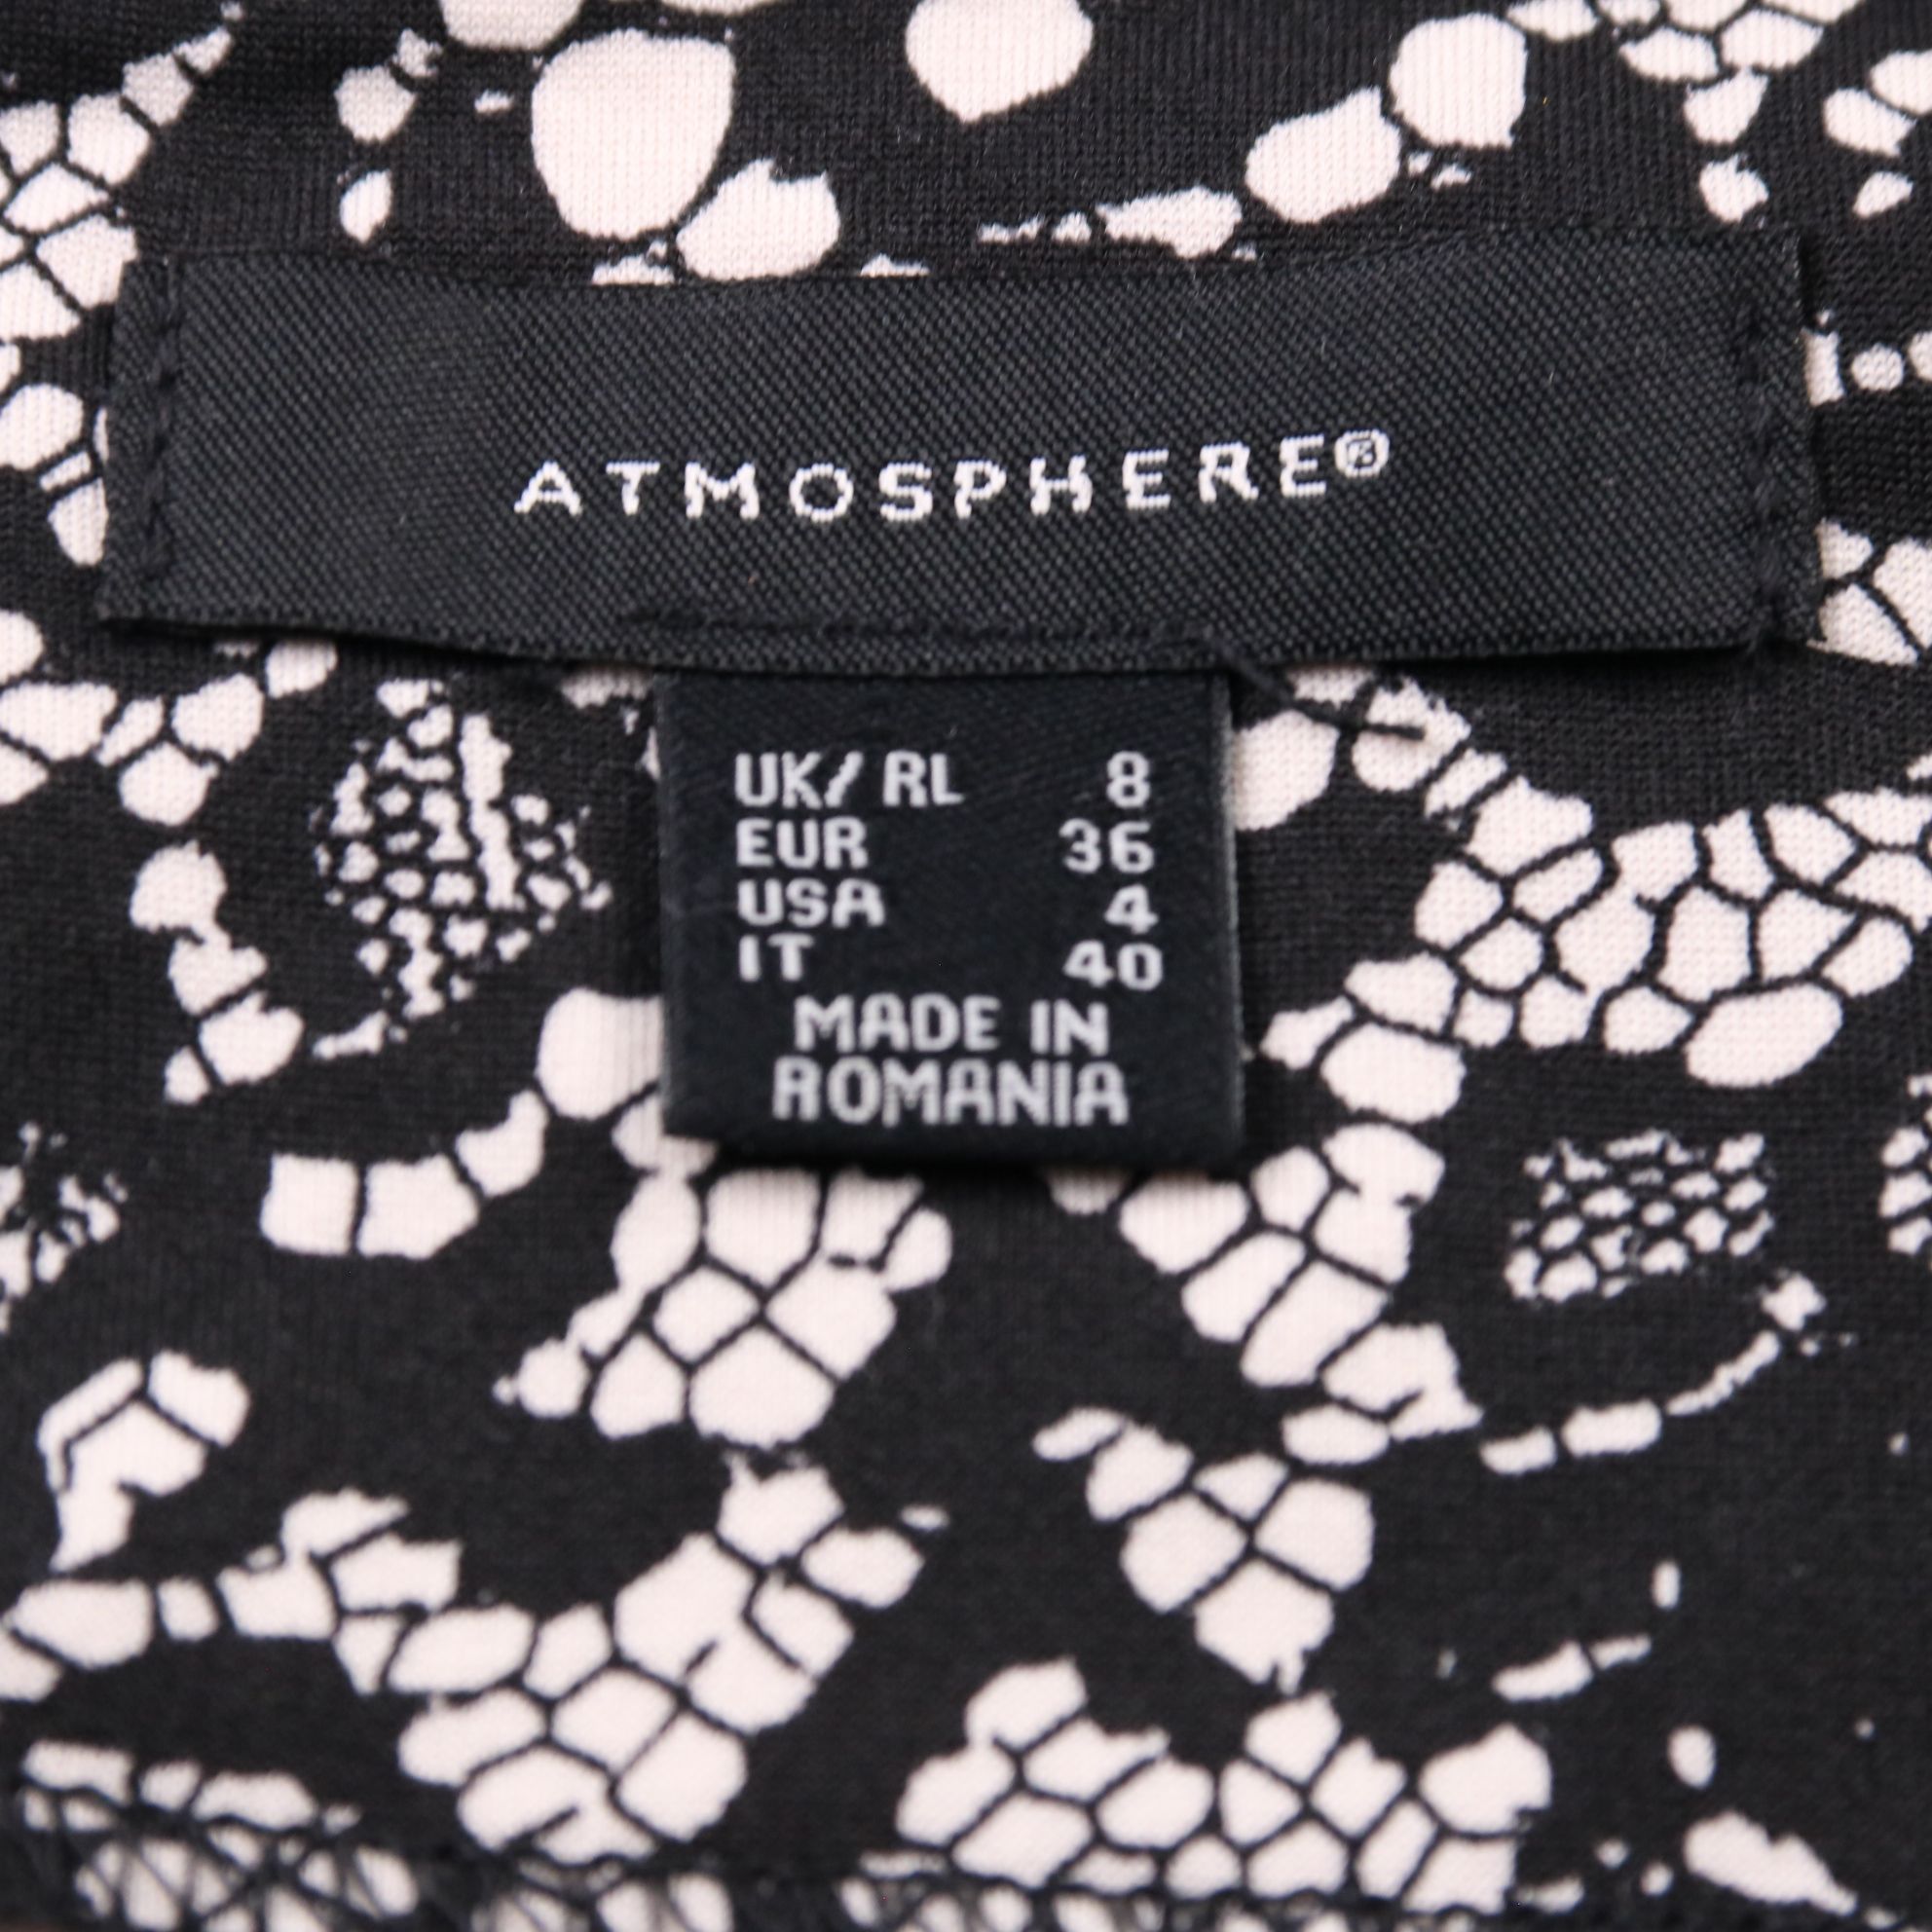 ATMOSPHERE®
UK/ RL 8
EUR 36
USA 4
IT 40
MADE IN
ROMANIA